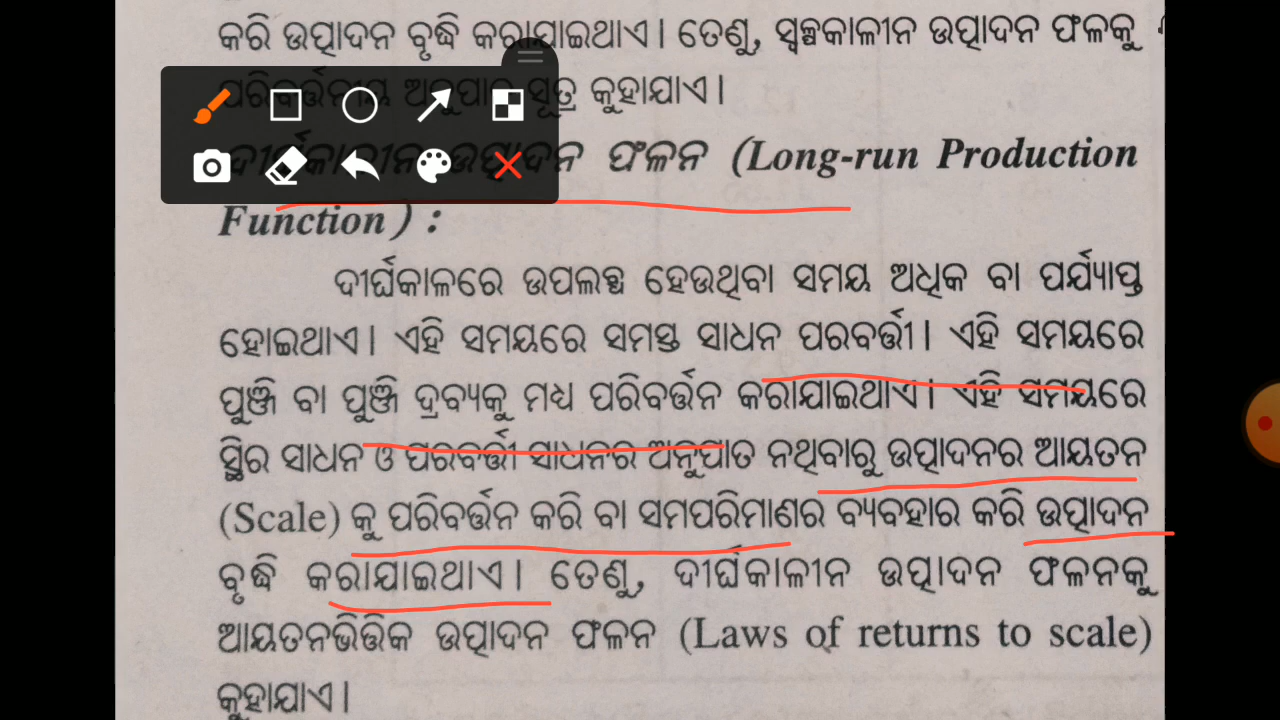 କରି ଉତ୍ପାଦନ ବୃଦ୍ଧି କରାଯାଇଥାଏ। ତେଣୁ, ସ୍ୱଳ୍ପକାଳୀନ ଉତ୍ପାଦନ ଫଳକୁ
ପରିବର୍ତ୍ତନୀୟ ଅନୁପାତ ସୂତ୍ର କୁହାଯାଏ।
ଦୀର୍ଘକାଳୀନ ଉତ୍ପାଦନ ଫଳନ (Long-run Production
Function) :
ଦୀର୍ଘକାଳରେ ଉପଲବ୍ଧ ହେଉଥିବା ସମୟ ଅଧିକ ବା ପର୍ଯ୍ୟାପ୍ତ
ହୋଇଥାଏ। ଏହି ସମୟରେ ସମସ୍ତ ସାଧନ ପରବର୍ତ୍ତୀ। ଏହି ସମୟରେ
ପୁଞ୍ଜି ବା ପୁଞ୍ଜି ଦ୍ରବ୍ୟକୁ ମଧ୍ୟ ପରିବର୍ତ୍ତନ କରାଯାଇଥାଏ। ଏହି ସମୟରେ
ସ୍ଥିର ସାଧନ ଓ ପରବର୍ତ୍ତୀ ସାଧନର ଅନୁପାତ ନଥିବାରୁ ଉତ୍ପାଦନର ଆୟତନ
(Scale) କୁ ପରିବର୍ତ୍ତନ କରି ବା ସମପରିମାଣର ବ୍ୟବହାର କରି ଉତ୍ପାଦନ
ବୃଦ୍ଧି କରାଯାଇଥାଏ। ତେଣୁ, ଦୀର୍ଘକାଳୀନ ଉତ୍ପାଦନ ଫଳନକୁ
ଆୟତନଭିତ୍ତିକ ଉତ୍ପାଦନ ଫଳନ (Laws of returns to scale)
କୁହାଯାଏ।